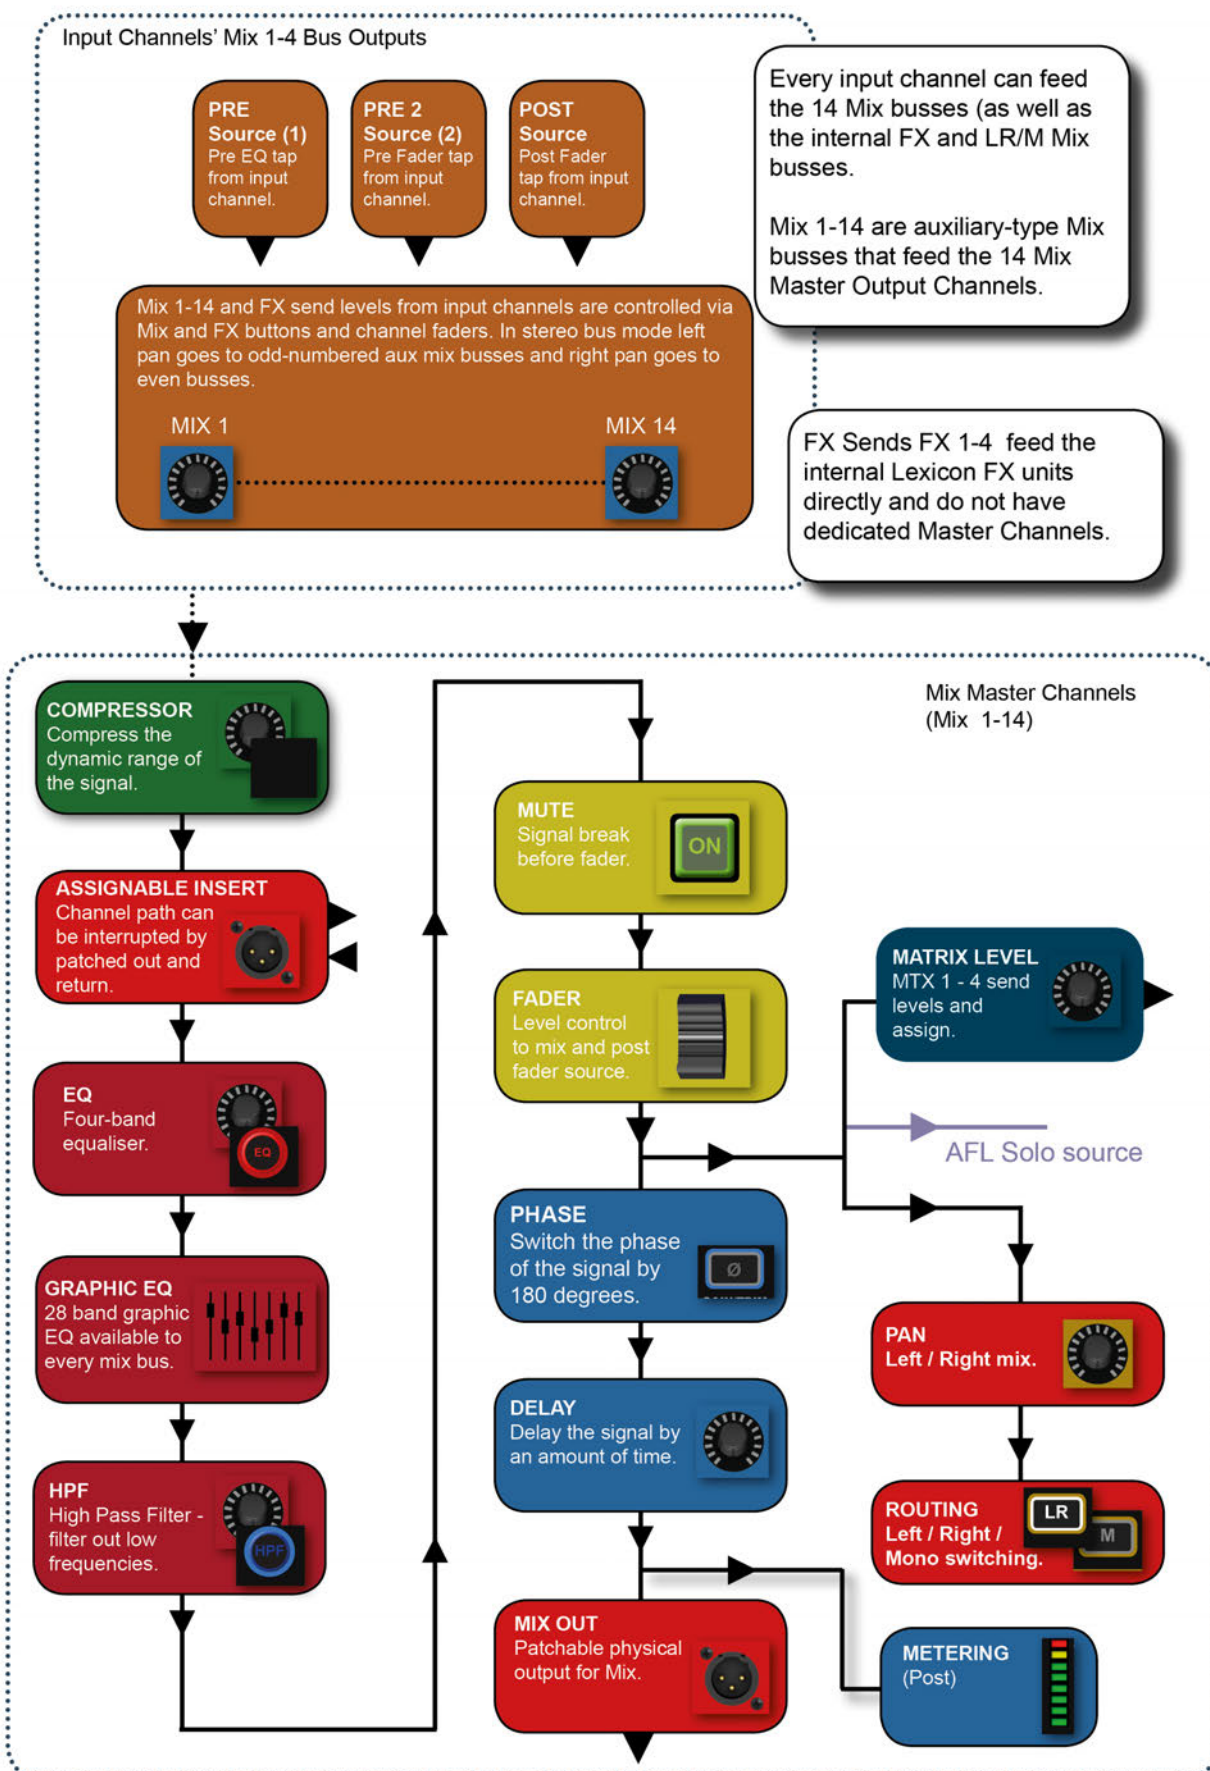 Input Channels' Mix 1-4 Bus Outputs
PRE
Source (1)
Pre EQ tap
from input
channel.
PRE 2
Source (2)
Pre Fader tap
from input
channel.
POST
Source
Post Fader
tap from input
channel.
Every input channel can feed
the 14 Mix busses (as well as
the internal FX and LR/M Mix
busses.
Mix 1-14 are auxiliary-type Mix
busses that feed the 14 Mix
Master Output Channels.
Mix 1-14 and FX send levels from input channels are controlled via
Mix and FX buttons and channel faders. In stereo bus mode left
pan goes to odd-numbered aux mix busses and right pan goes to
even busses.
MIX 1
MIX 14
FX Sends FX 1-4 feed the
internal Lexicon FX units
directly and do not have
dedicated Master Channels.
Mix Master Channels
(Mix 1-14)
COMPRESSOR
Compress the
dynamic range of
the signal.
ASSIGNABLE INSERT
Channel path can
be interrupted by
patched out and
return.
EQ
Four-band
equaliser.
EQ
GRAPHIC EQ
28 band graphic
EQ available to
every mix bus.
HPF
High Pass Filter -
filter out low
frequencies.
HPF
MUTE
Signal break
before fader.
ON
FADER
Level control
to mix and post
fader source.
MATRIX LEVEL
MTX 1 - 4 send
levels and
assign.
AFL Solo source
PHASE
Switch the phase
of the signal by
180 degrees.
Ø
DELAY
Delay the signal by
an amount of time.
PAN
Left / Right mix.
ROUTING
Left / Right /
Mono switching.
LR
M
MIX OUT
Patchable physical
output for Mix.
METERING
(Post)